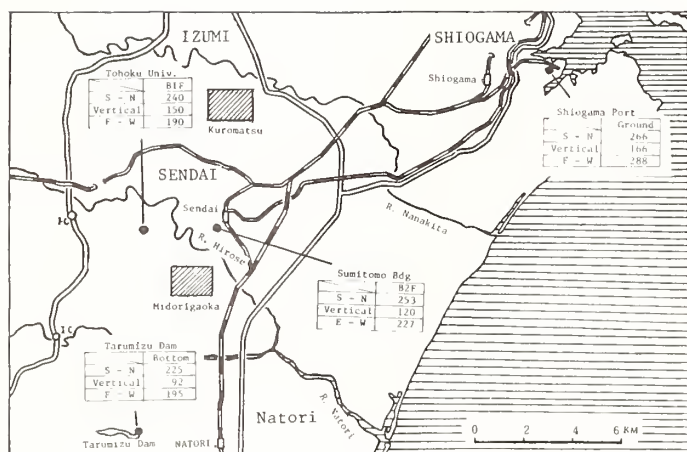 IZUMI
SHIOGAMA
Tohoku Univ.
B1F
S - N 240
Vertical 150
E - W 190
Kuromatsu
Shiogama
Shiogama Port
Ground
S - N 266
Vertical 166
E - W 288
SENDAI
Sendai
R. Hirose
R. Nanakita
IC
Midorigaoka
Sumitomo Bdg
B2F
S - N 253
Vertical 120
E - W 227
IC
Tarumizu Dam
Bottom
S - N 225
Vertical 92
E - W 195
Natori
R. Natori
Tarumizu Dam
NATORI
0 2 4 6 KM